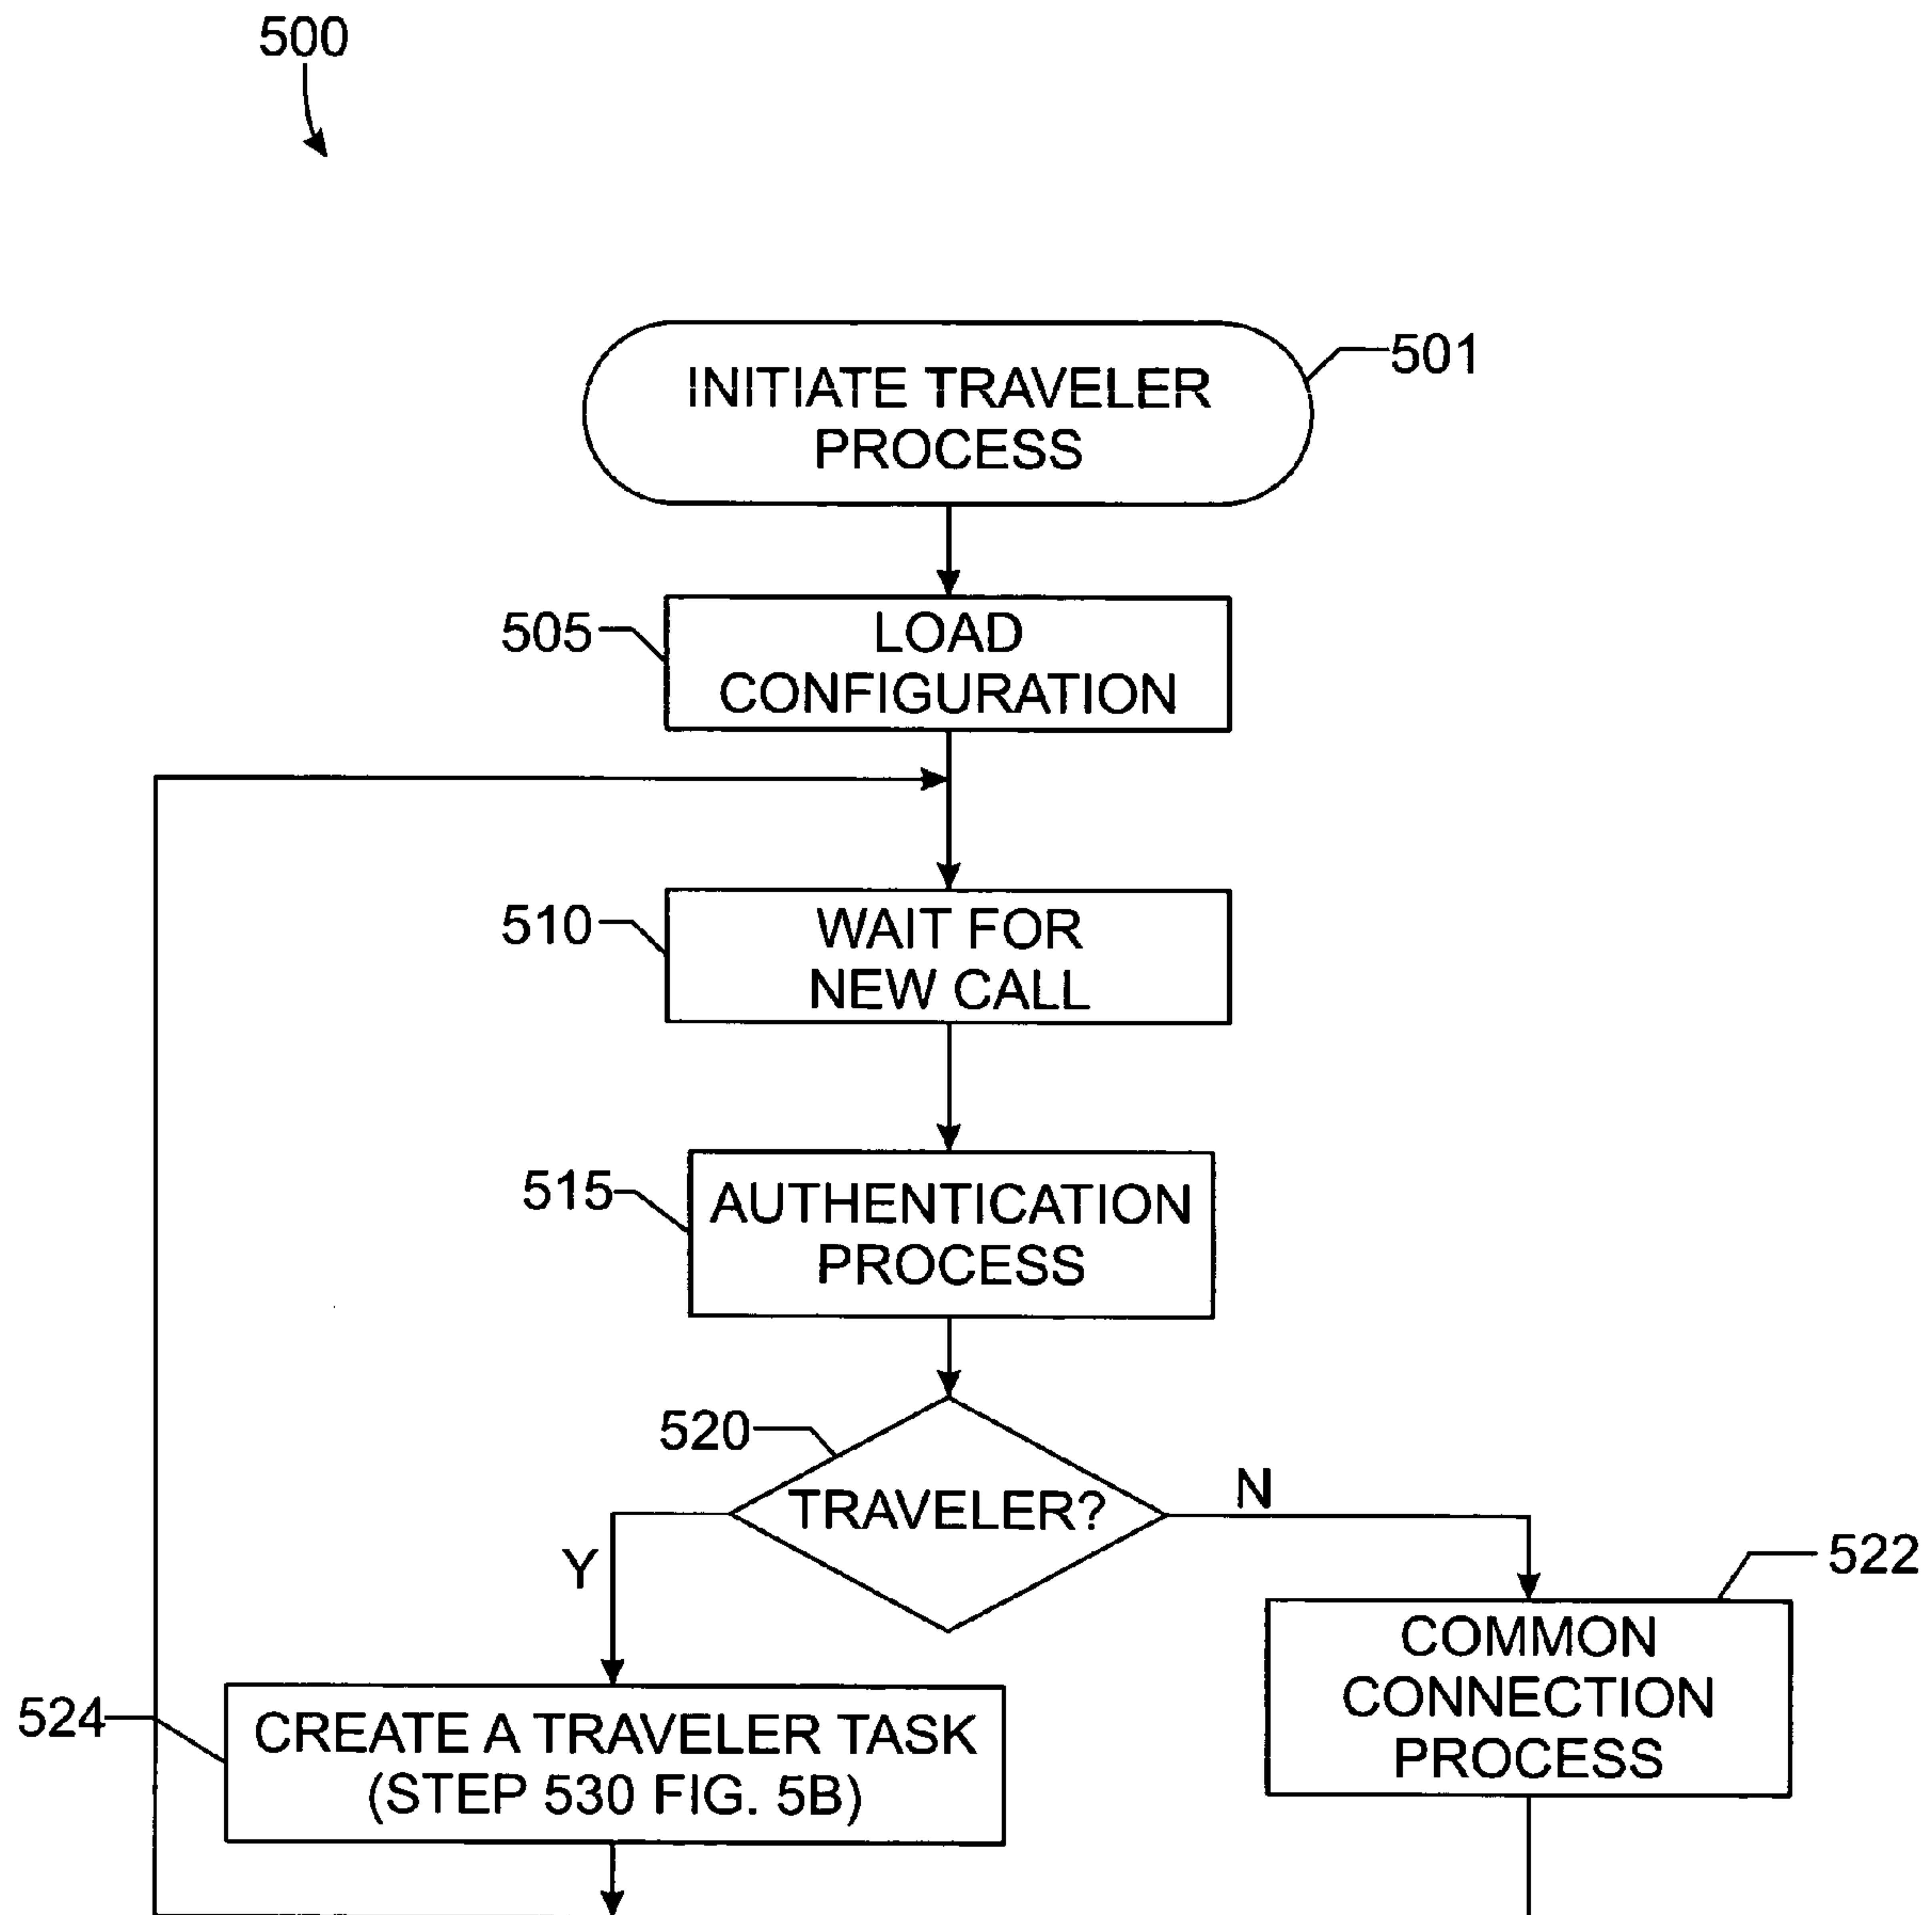 500
INITIATE TRAVELER
PROCESS
501
505
LOAD
CONFIGURATION
510
WAIT FOR
NEW CALL
515
AUTHENTICATION
PROCESS
520
TRAVELER?
N
Y
522
COMMON
CONNECTION
PROCESS
524
CREATE A TRAVELER TASK
(STEP 530 FIG. 5B)